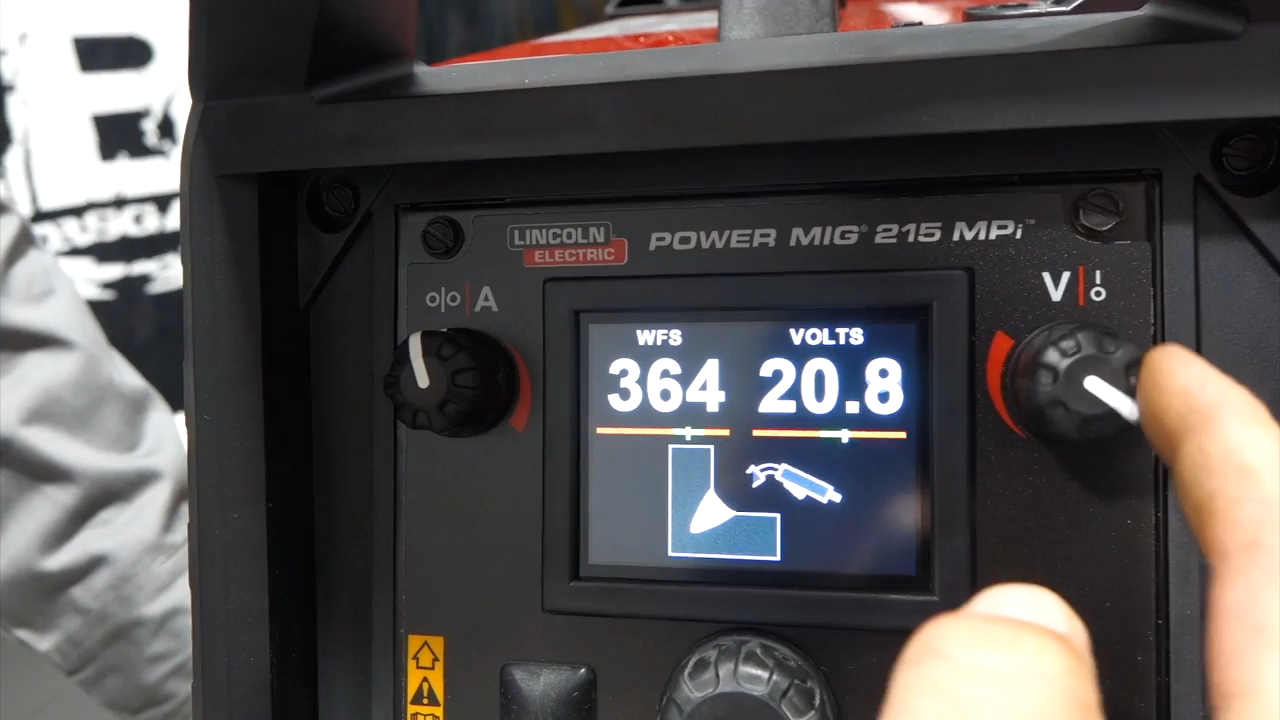 LINCOLN
ELECTRIC
POWER MIG® 215 MPi™
A
V
WFS
VOLTS
364
20.8